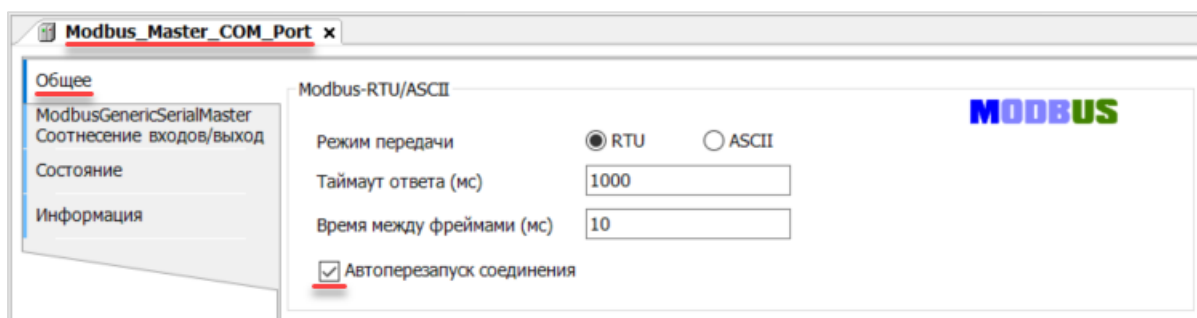 Modbus_Master_COM_Port x
Общее
ModbusGenericSerialMaster
Соотнесение входов/выход
Состояние
Информация
Modbus-RTU/ASCII
MODBUS
Режим передачи RTU ASCII
Таймаут ответа (мс) 1000
Время между фреймами (мс) 10
Автоперезапуск соединения